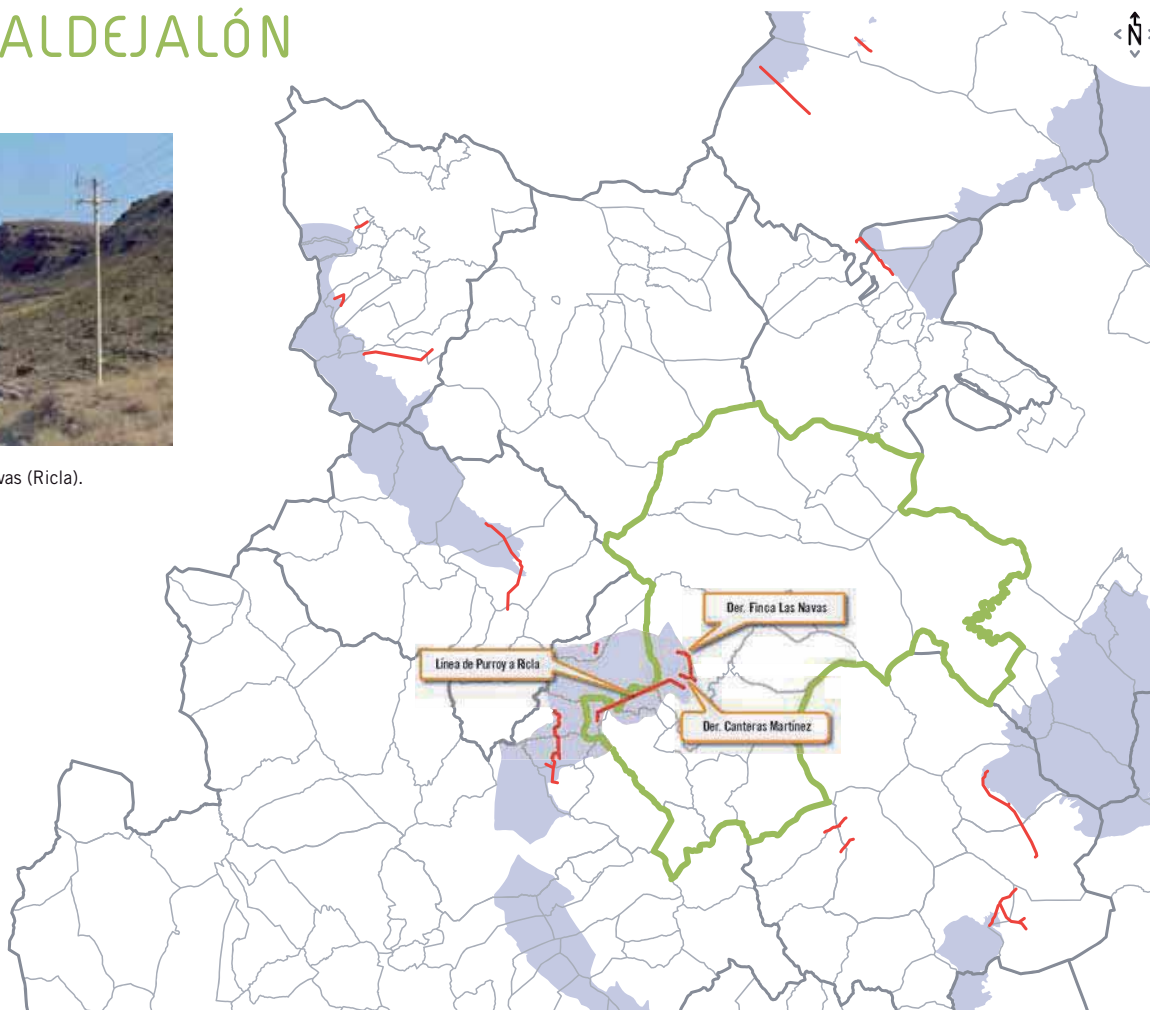 ALDEJALÓN
N
vas (Ricla).
Der. Finca Las Navas
Línea de Purroy a Ricla
Der. Canteras Martínez